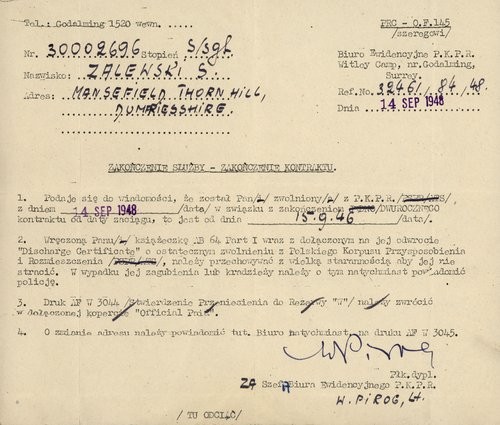 Tel.: Godalming 1520 wewn.
PRC - O.F.145
/szeregowi/
Nr. 30002696 Stopień S/sgt
Nazwisko: ZALEWSKI S.
Adres: MANSEFIELD THORNHILL,
DUMFRIESSHIRE.
Biuro Ewidencyjne P.K.P.R.
Witley Camp, nr. Godalming,
Surrey.
Ref.No. 32461/84/48.
Dnia 14 SEP 1948
ZAKOŃCZENIE SŁUŻBY - ZAKOŃCZENIE KONTRAKTU.
1. Podaje się do wiadomości, że został Pan/i/ zwolniony/a/ z P.K.P.R.
z dniem 14 SEP 1948 /data/ w związku z zakończeniem /DWUROCZNEGO
kontraktu od daty zaciągu, to jest od dnia 15-9-46 /data/.
2. Wręczoną Panu/i/ książeczkę AB 64 Part I wraz z dołączonym na jej odwrocie
"Discharge Certificate" o ostatecznym zwolnieniu z Polskiego Korpusu Przysposobienia
i Rozmieszczenia należy przechowywać z wielką starannością aby jej nie
stracić. W wypadku jej zagubienia lub kradzieży należy o tym natychmiast powiadomić
policję.
3. Druk AF W 3044 /Stwierdzenie Przeniesienia do Rezerwy "W"/ należy zwrócić
w dołączonej kopercie "Official Paid".
4. O zmianie adresu należy powiadomić tut. Biuro natychmiast na druku AF W 3045.
W Pirog
Płk.dypl.
ZA Szef Biura Ewidencyjnego P.K.P.R.
W. PIROG, Lt.
/ TU ODCIĄĆ/